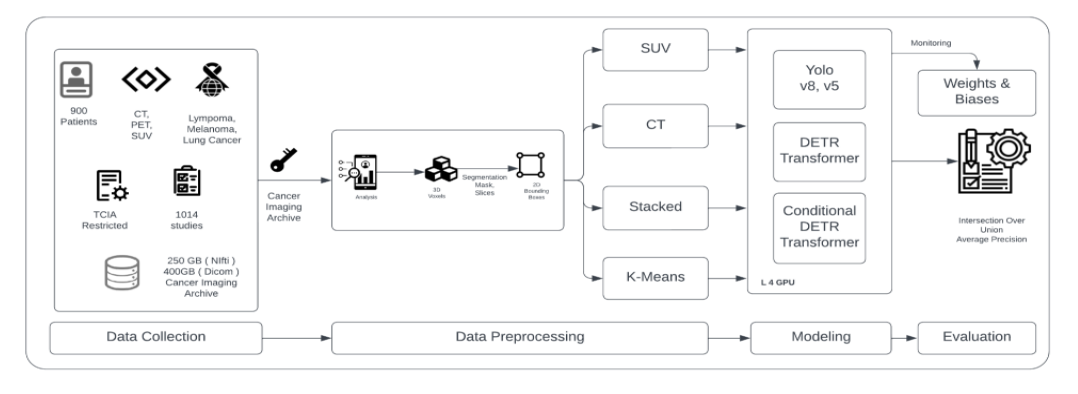 900
Patients
CT,
PET,
SUV
Lympoma,
Melanoma,
Lung Cancer
TCIA
Restricted
1014
studies
250 GB ( NIfti )
400GB ( Dicom )
Cancer Imaging
Archive
Cancer
Imaging
Archive
Analysis
3D
Voxels
Segmentation
Mask,
Slices
2D
Bounding
Boxes
SUV
CT
Stacked
K-Means
Yolo
v8, v5
DETR
Transformer
Conditional
DETR
Transformer
L 4 GPU
Monitoring
Weights &
Biases
Intersection Over
Union
Average Precision
Data Collection
Data Preprocessing
Modeling
Evaluation